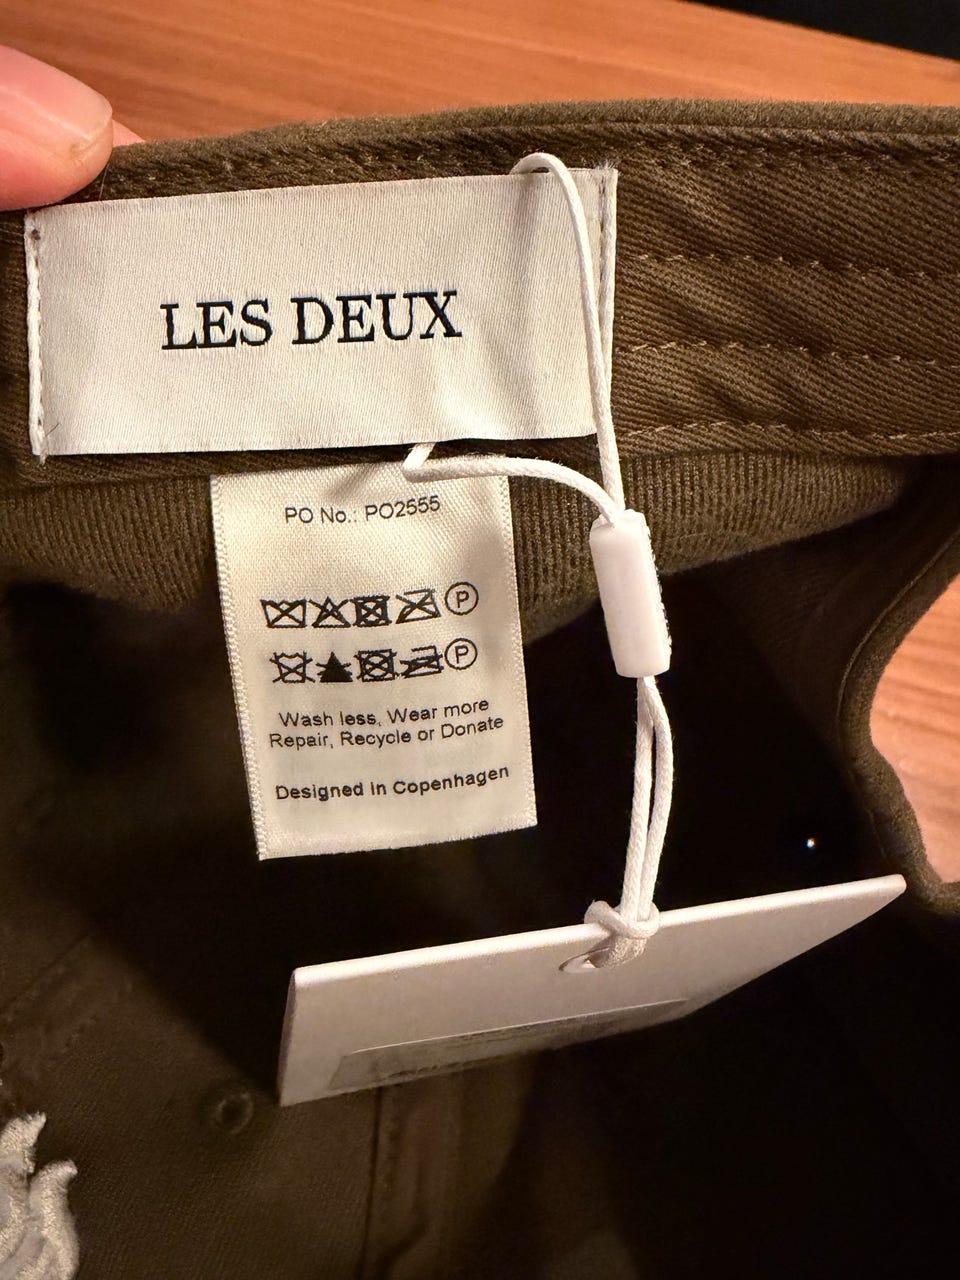 LES DEUX
PO No.: PO2555
P
P
Wash less, Wear more
Repair, Recycle or Donate
Designed in Copenhagen